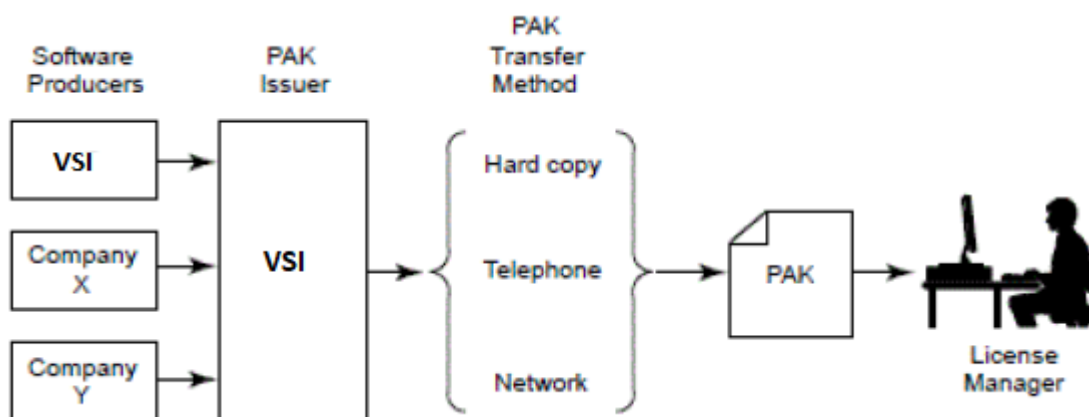 Software
Producers
PAK
Issuer
PAK
Transfer
Method
VSI
Company
X
Company
Y
VSI
Hard copy
Telephone
Network
PAK
License
Manager